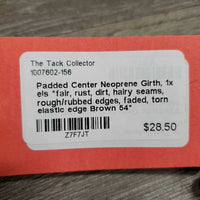 The Tack Collector
1007602-156
Padded Center Neoprene Girth, 1x
els *fair, rust, dirt, hairy seams,
rough/rubbed edges, faded, torn
elastic edge Brown 54"
Z7F7JT
$28.50